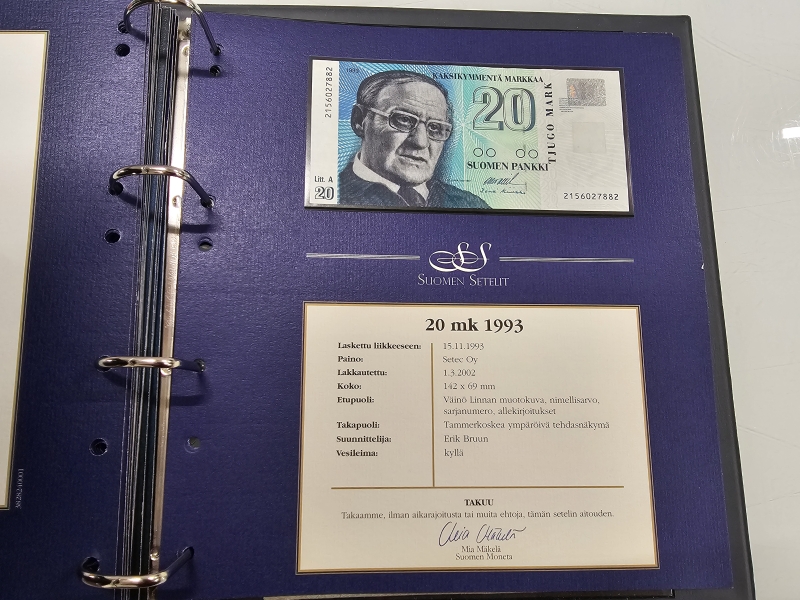 1993
KAKSIKYMMENTÄ MARKKAA
20
TJUGO MARK
2156027882
SUOMEN PANKKI
Litt. A
20
2156027882
SUOMEN SETELIT
20 mk 1993
Laskettu liikkeeseen: 15.11.1993
Paino: Setec Oy
Lakkautettu: 1.3.2002
Koko: 142 x 69 mm
Etupuoli: Väinö Linnan muotokuva, nimellisarvo,
sarjanumero, allekirjoitukset
Takapuoli: Tammerkoskea ympäröivä tehdasnäkymä
Suunnittelija: Erik Bruun
Vesileima: kyllä
TAKUU
Takaamme, ilman aikarajoitusta tai muita ehtoja, tämän setelin aitouden.
Mia Mäkelä
Mia Mäkelä
Suomen Moneta